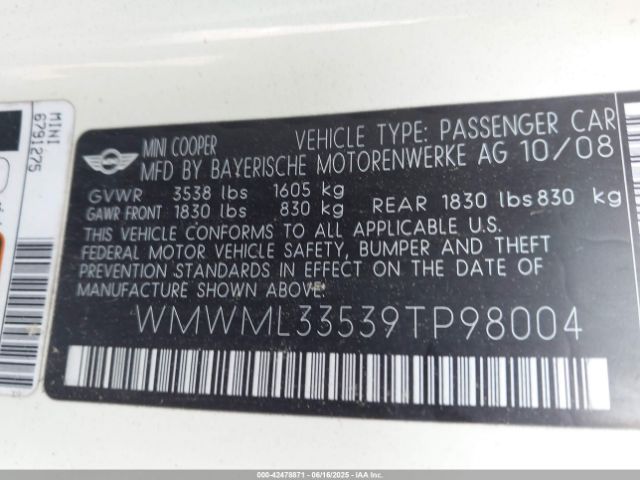 MINI
6791275
MINI COOPER VEHICLE TYPE: PASSENGER CAR
MFD BY BAYERISCHE MOTORENWERKE AG 10/08
GVWR 3538 lbs 1605 kg
GAWR FRONT 1830 lbs 830 kg REAR 1830 lbs 830 kg
THIS VEHICLE CONFORMS TO ALL APPLICABLE U.S.
FEDERAL MOTOR VEHICLE SAFETY, BUMPER AND THEFT
PREVENTION STANDARDS IN EFFECT ON THE DATE OF
MANUFACTURE SHOWN ABOVE:
WMWML33539TP98004
000-42478871 - 06/16/2025 - IAAI.COM - COPART